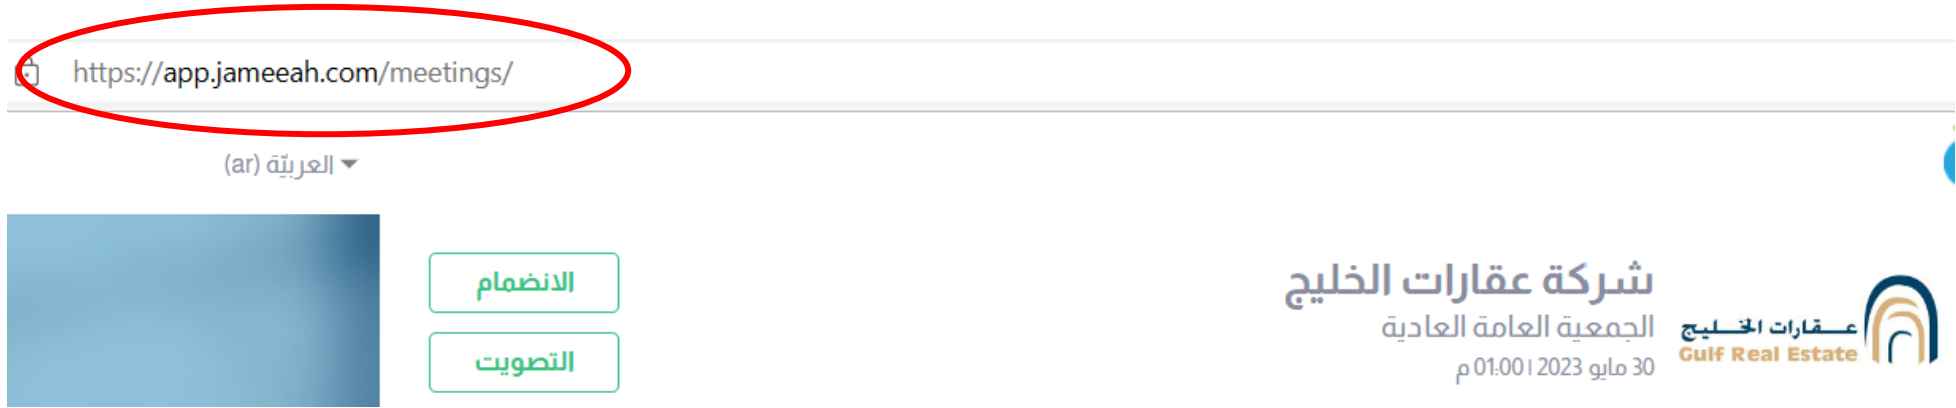 https://app.jameeah.com/meetings/
العربيّة (ar)
شركة عقارات الخليج
الجمعية العامة العادية
30 مايو 2023 | 01:00 م
عقارات الخليج
Gulf Real Estate
الانضمام
التصويت